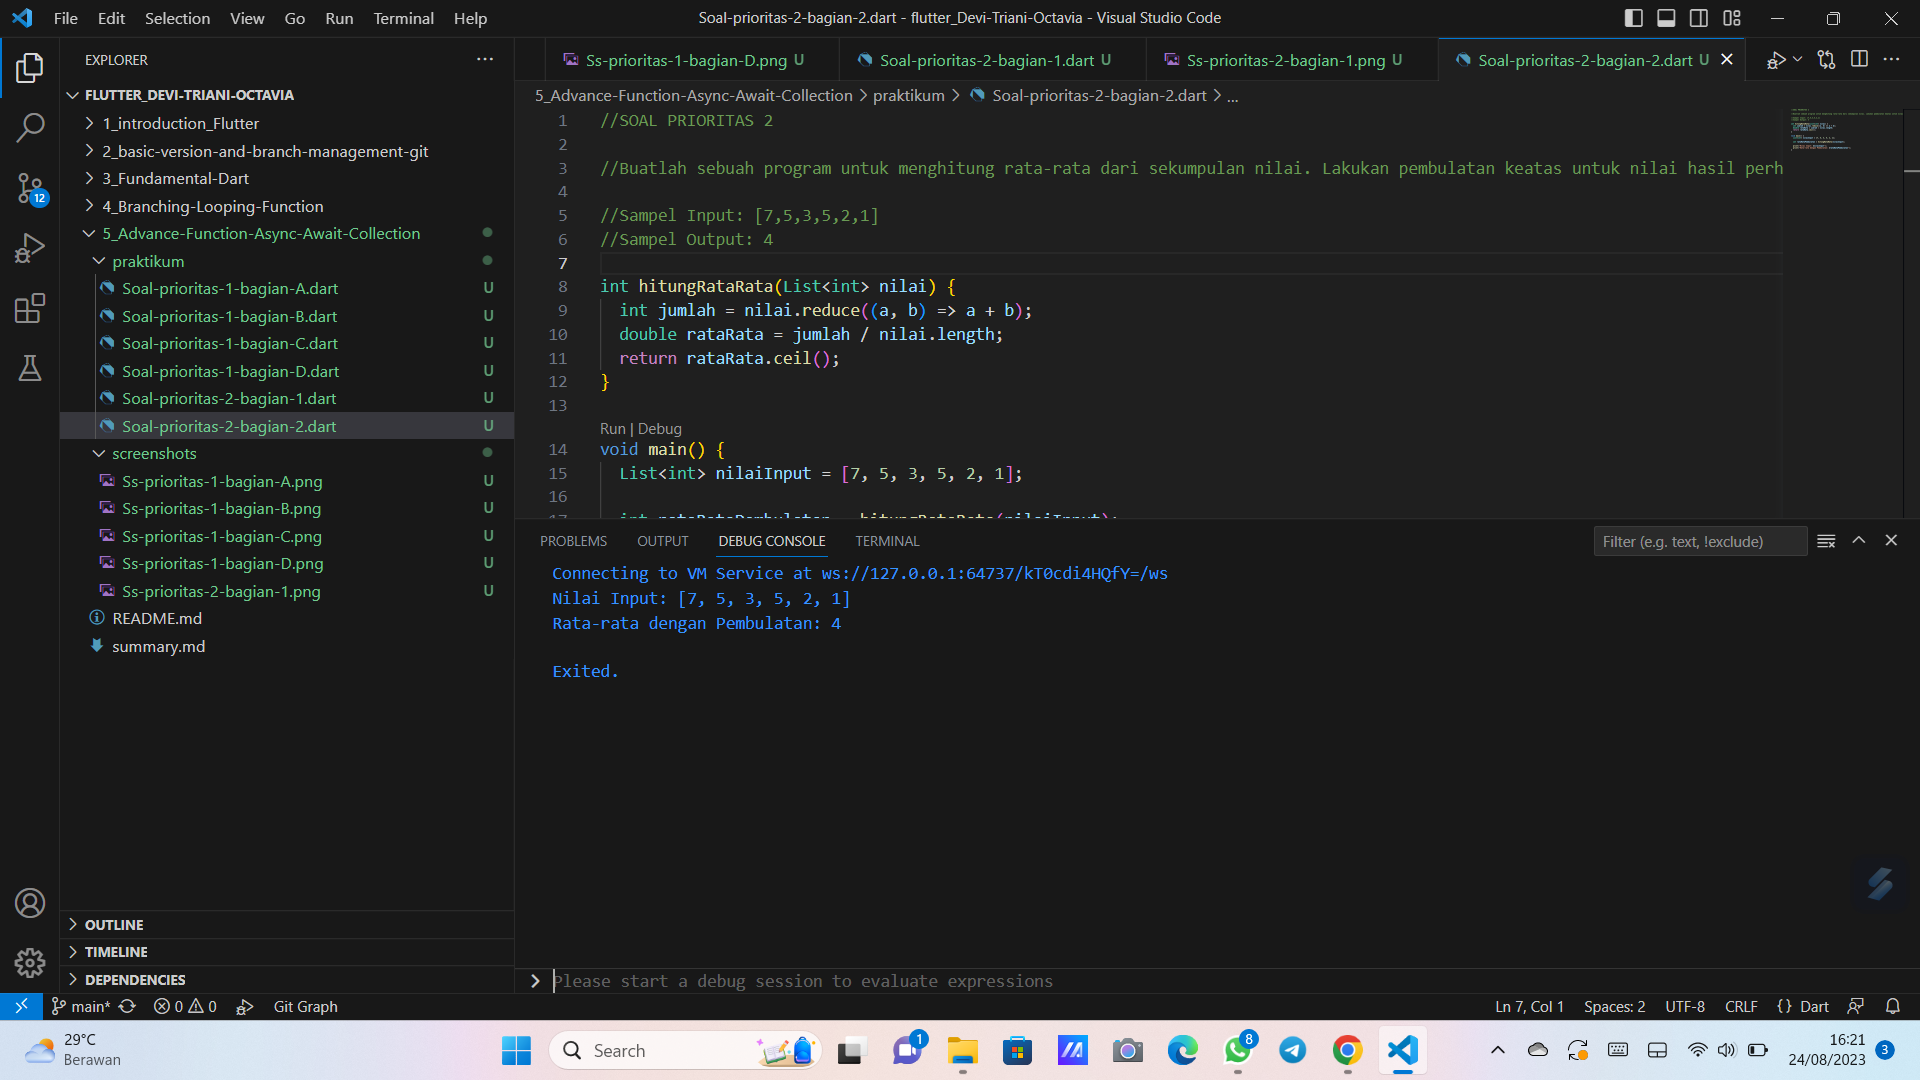 File Edit Selection View Go Run Terminal Help
Soal-prioritas-2-bagian-2.dart - flutter_Devi-Triani-Octavia - Visual Studio Code
EXPLORER
FLUTTER_DEVI-TRIANI-OCTAVIA
1_introduction_Flutter
2_basic-version-and-branch-management-git
3_Fundamental-Dart
4_Branching-Looping-Function
5_Advance-Function-Async-Await-Collection
praktikum
Soal-prioritas-1-bagian-A.dart U
Soal-prioritas-1-bagian-B.dart U
Soal-prioritas-1-bagian-C.dart U
Soal-prioritas-1-bagian-D.dart U
Soal-prioritas-2-bagian-1.dart U
Soal-prioritas-2-bagian-2.dart U
screenshots
Ss-prioritas-1-bagian-A.png U
Ss-prioritas-1-bagian-B.png U
Ss-prioritas-1-bagian-C.png U
Ss-prioritas-1-bagian-D.png U
Ss-prioritas-2-bagian-1.png U
README.md
summary.md
OUTLINE
TIMELINE
DEPENDENCIES
12
Ss-prioritas-1-bagian-D.png U
Soal-prioritas-2-bagian-1.dart U
Ss-prioritas-2-bagian-1.png U
Soal-prioritas-2-bagian-2.dart U
5_Advance-Function-Async-Await-Collection > praktikum > Soal-prioritas-2-bagian-2.dart > ...
1 //SOAL PRIORITAS 2
2
3 //Buatlah sebuah program untuk menghitung rata-rata dari sekumpulan nilai. Lakukan pembulatan keatas untuk nilai hasil perh
4
5 //Sampel Input: [7,5,3,5,2,1]
6 //Sampel Output: 4
7
8 int hitungRataRata(List<int> nilai) {
9 int jumlah = nilai.reduce((a, b) => a + b);
10 double rataRata = jumlah / nilai.length;
11 return rataRata.ceil();
12 }
13
Run | Debug
14 void main() {
15 List<int> nilaiInput = [7, 5, 3, 5, 2, 1];
16
17 int rataRataPembulatan = hitungRataRata(nilaiInput);
PROBLEMS OUTPUT DEBUG CONSOLE TERMINAL
Filter (e.g. text, !exclude)
Connecting to VM Service at ws://127.0.0.1:64737/kT0cdi4HQfY=/ws
Nilai Input: [7, 5, 3, 5, 2, 1]
Rata-rata dengan Pembulatan: 4
Exited.
Please start a debug session to evaluate expressions
main* 0 0 Git Graph
Ln 7, Col 1 Spaces: 2 UTF-8 CRLF {} Dart
29°C
Berawan
Search
1
8
16:21
24/08/2023
3